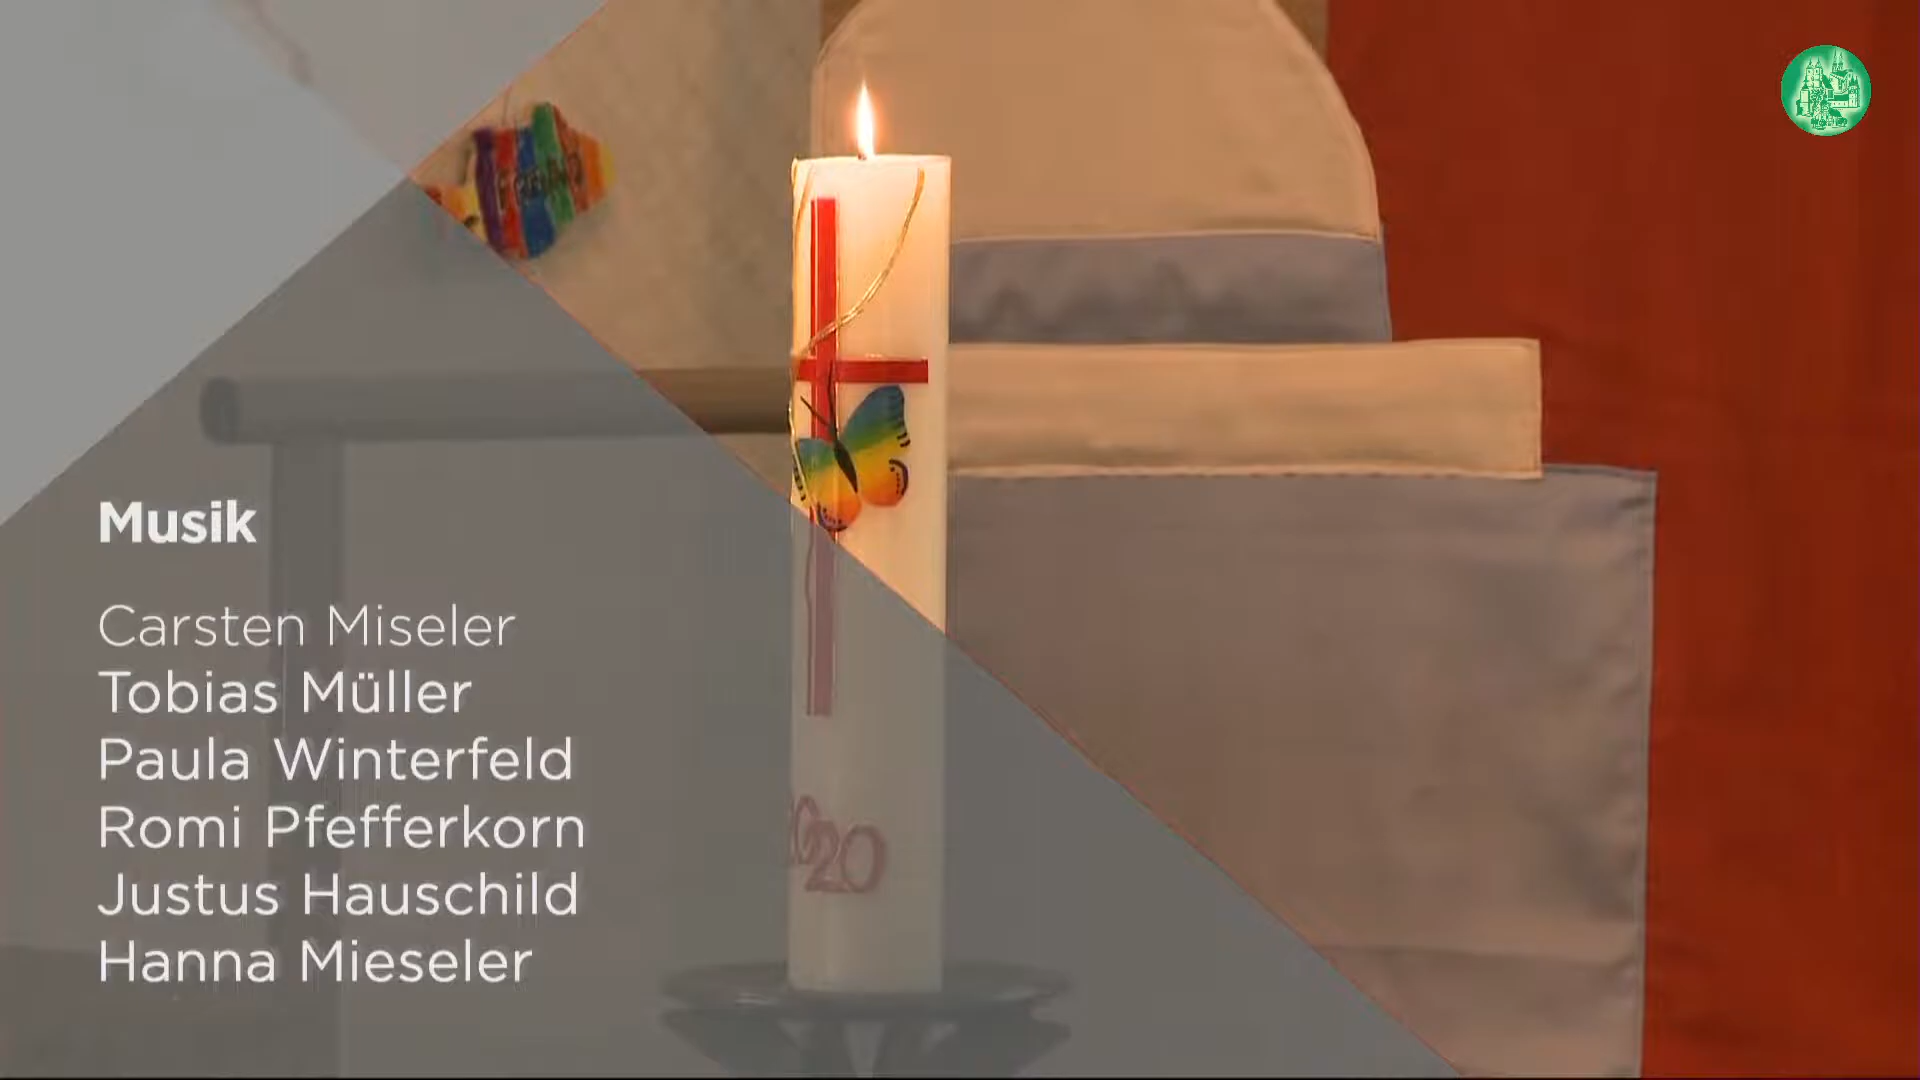 Musik
Carsten Miseler
Tobias Müller
Paula Winterfeld
Romi Pfefferkorn
Justus Hauschild
Hanna Mieseler
2020